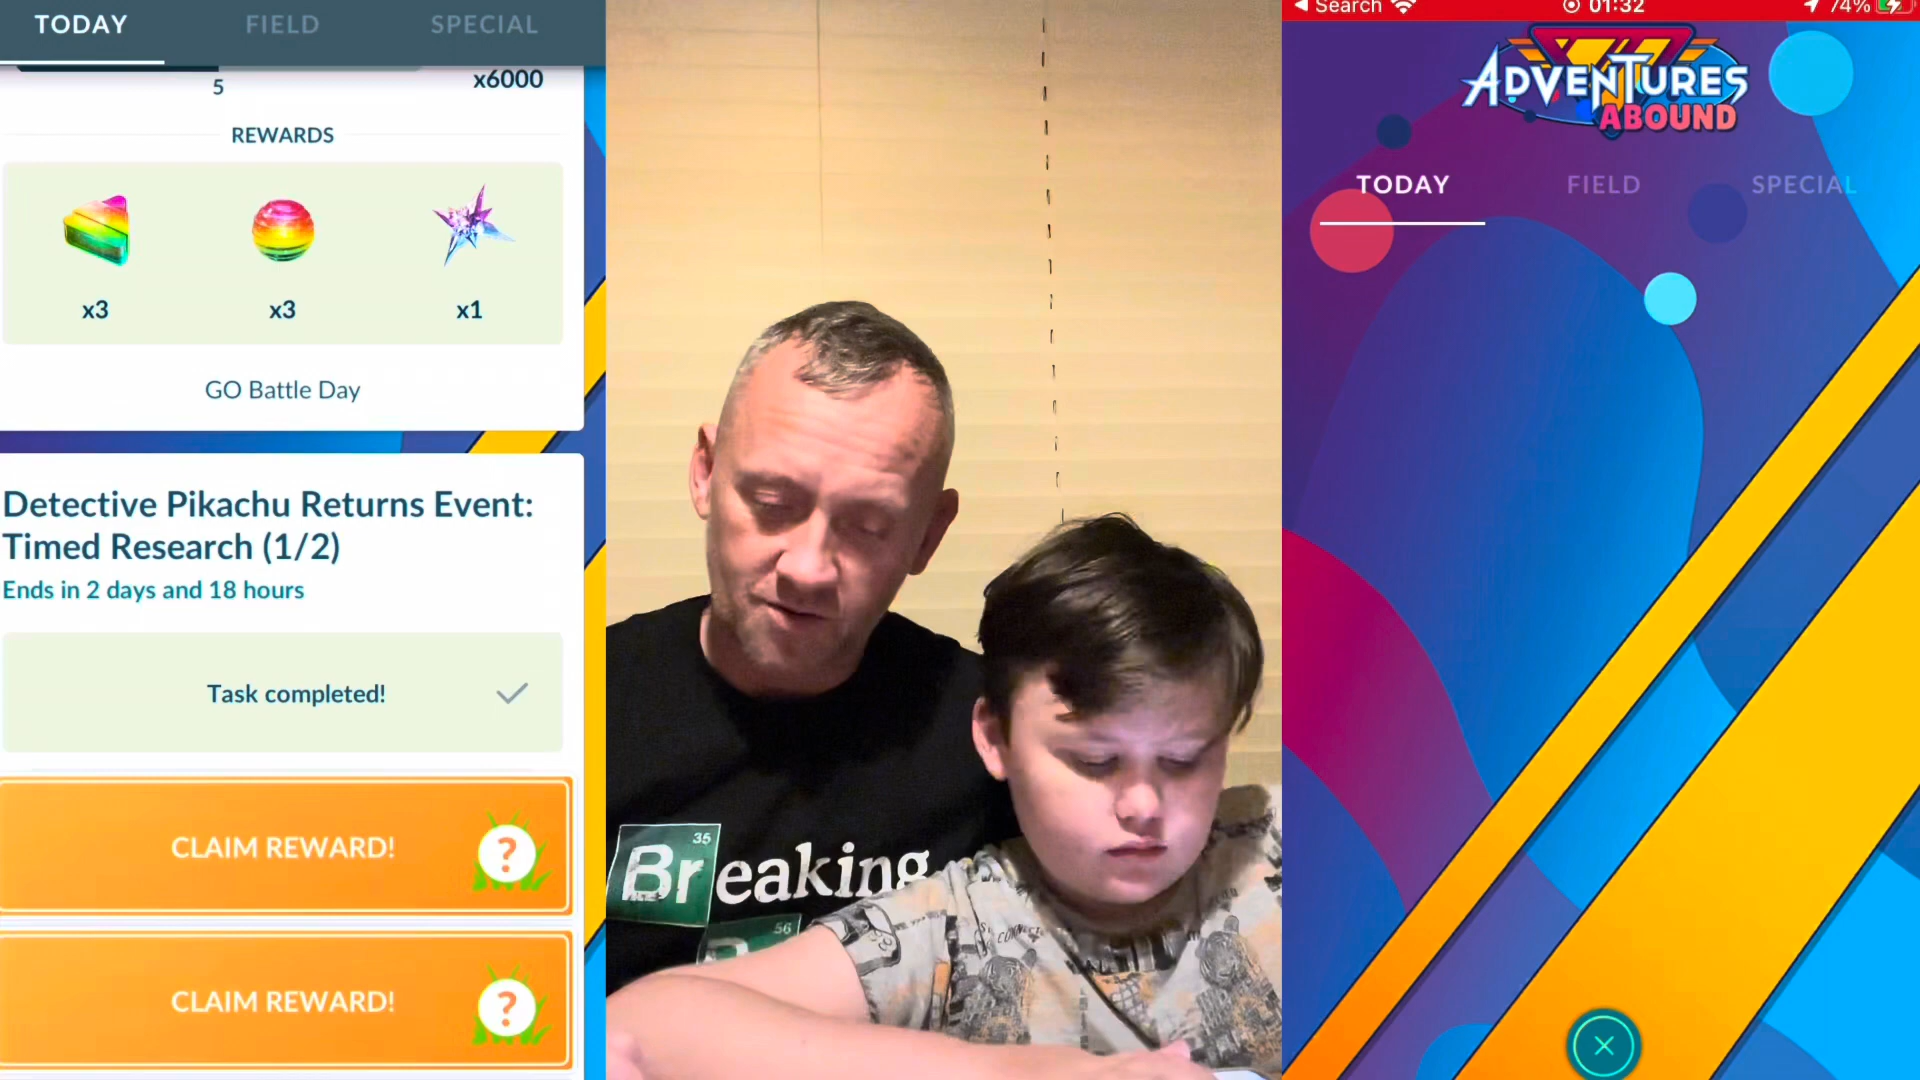 TODAY FIELD SPECIAL
5
x6000
REWARDS
x3 x3 x1
GO Battle Day
Detective Pikachu Returns Event:
Timed Research (1/2)
Ends in 2 days and 18 hours
Task completed!
CLAIM REWARD! ?
CLAIM REWARD! ?
35
Breaking
56
Search 01:32 74%
ADVENTURES
ABOUND
TODAY FIELD SPECIAL